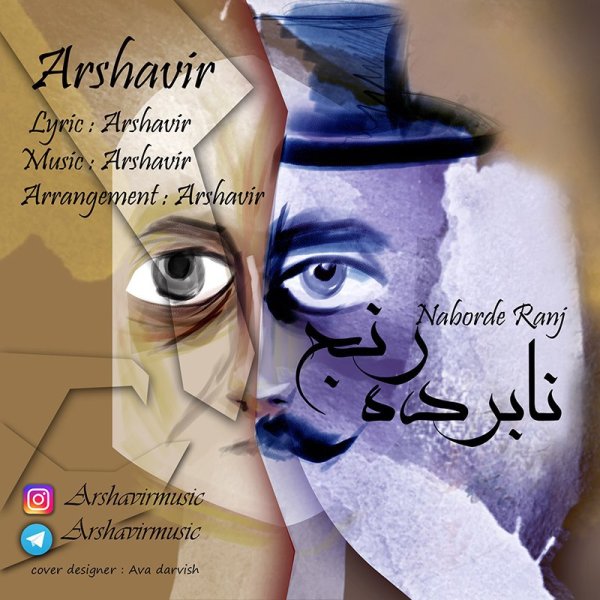 Arshavir
Lyric : Arshavir
Music : Arshavir
Arrangement : Arshavir
Naborde Ranj
نابرده رنج
Arshavirmusic
Arshavirmusic
cover designer : Ava darvish